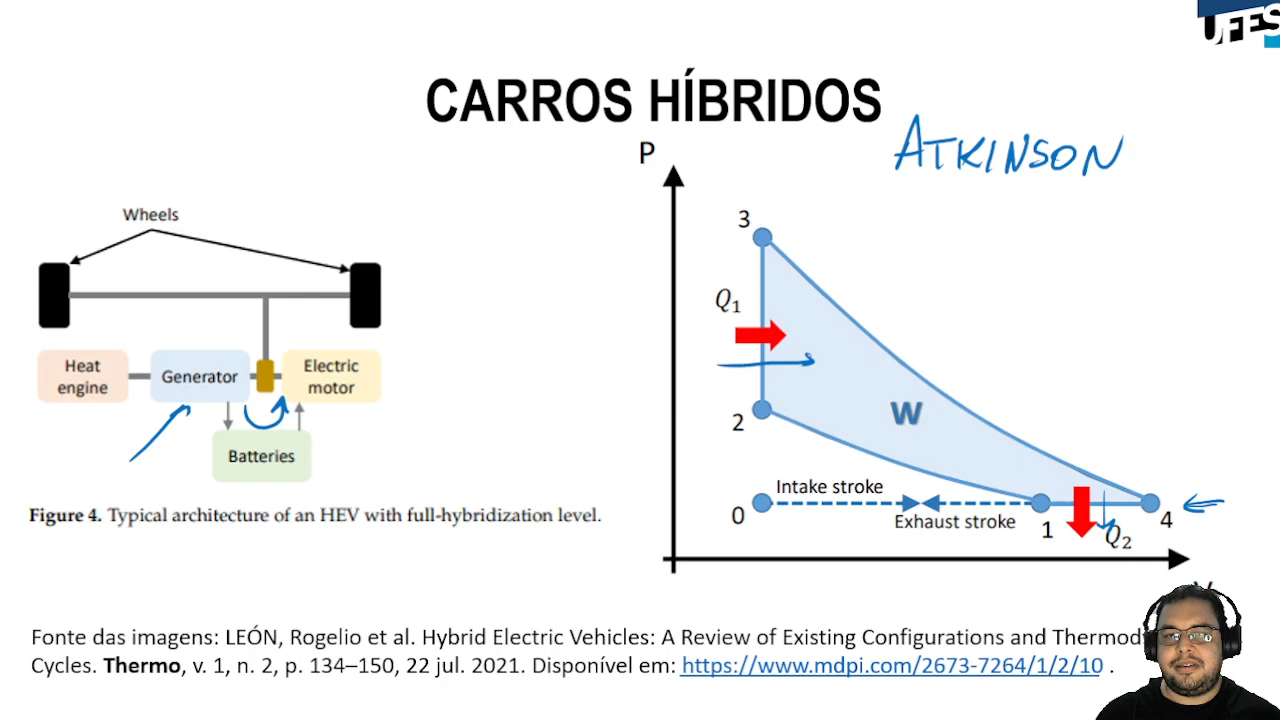 UFES
CARROS HÍBRIDOS
ATKINSON
P
Wheels
Heat
engine
Generator
Electric
motor
Batteries
Figure 4. Typical architecture of an HEV with full-hybridization level.
3
Q1
2
W
Intake stroke
0
Exhaust stroke
1
Q2
4
Fonte das imagens: LEÓN, Rogelio et al. Hybrid Electric Vehicles: A Review of Existing Configurations and
Cycles. Thermo, v. 1, n. 2, p. 134–150, 22 jul. 2021. Disponível em: https://www.mdpi.com/2673-7264/1/2/10 .